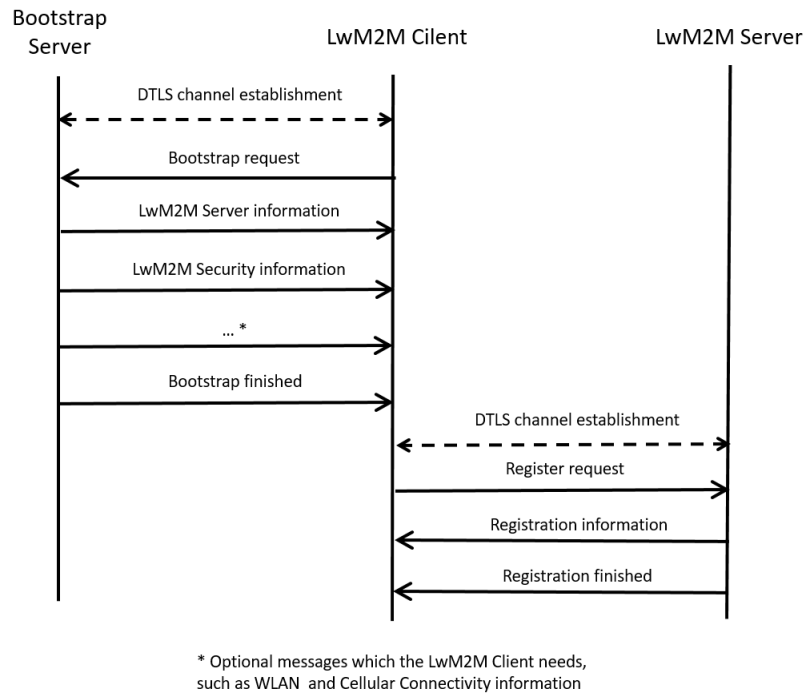 Bootstrap
Server
LwM2M Cilent
LwM2M Server
DTLS channel establishment
Bootstrap request
LwM2M Server information
LwM2M Security information
... *
Bootstrap finished
DTLS channel establishment
Register request
Registration information
Registration finished
* Optional messages which the LwM2M Client needs,
such as WLAN and Cellular Connectivity information